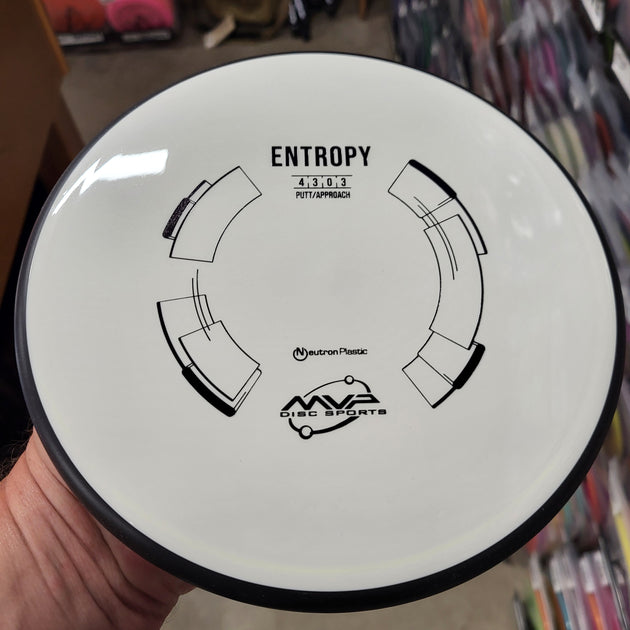 ENTROPY
4 3 0 3
PUTT/APPROACH
Neutron Plastic
MVP
DISC SPORTS